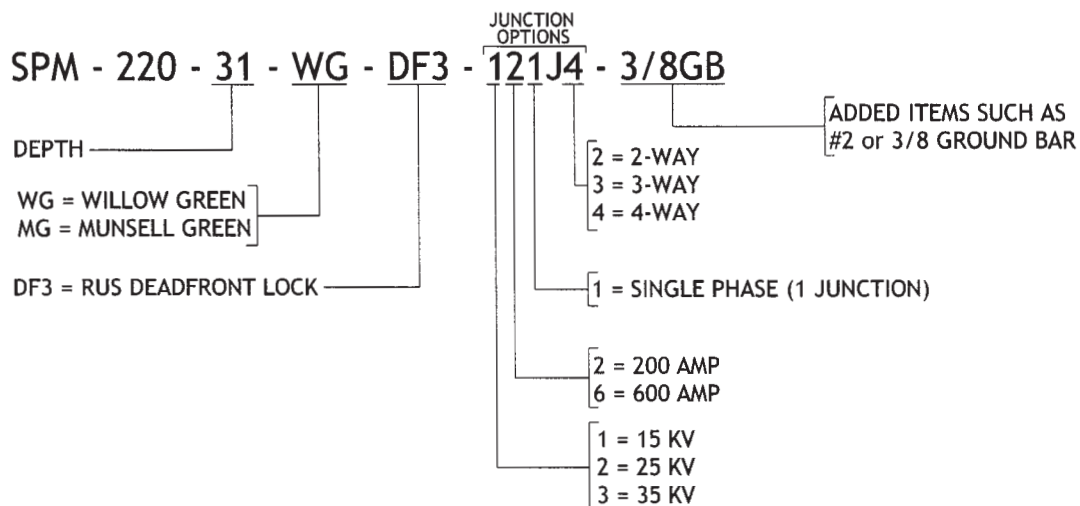 JUNCTION
OPTIONS
SPM - 220 - 31 - WG - DF3 - 121J4 - 3/8GB
ADDED ITEMS SUCH AS
#2 or 3/8 GROUND BAR
DEPTH
2 = 2-WAY
3 = 3-WAY
4 = 4-WAY
WG = WILLOW GREEN
MG = MUNSELL GREEN
DF3 = RUS DEADFRONT LOCK
1 = SINGLE PHASE (1 JUNCTION)
2 = 200 AMP
6 = 600 AMP
1 = 15 KV
2 = 25 KV
3 = 35 KV